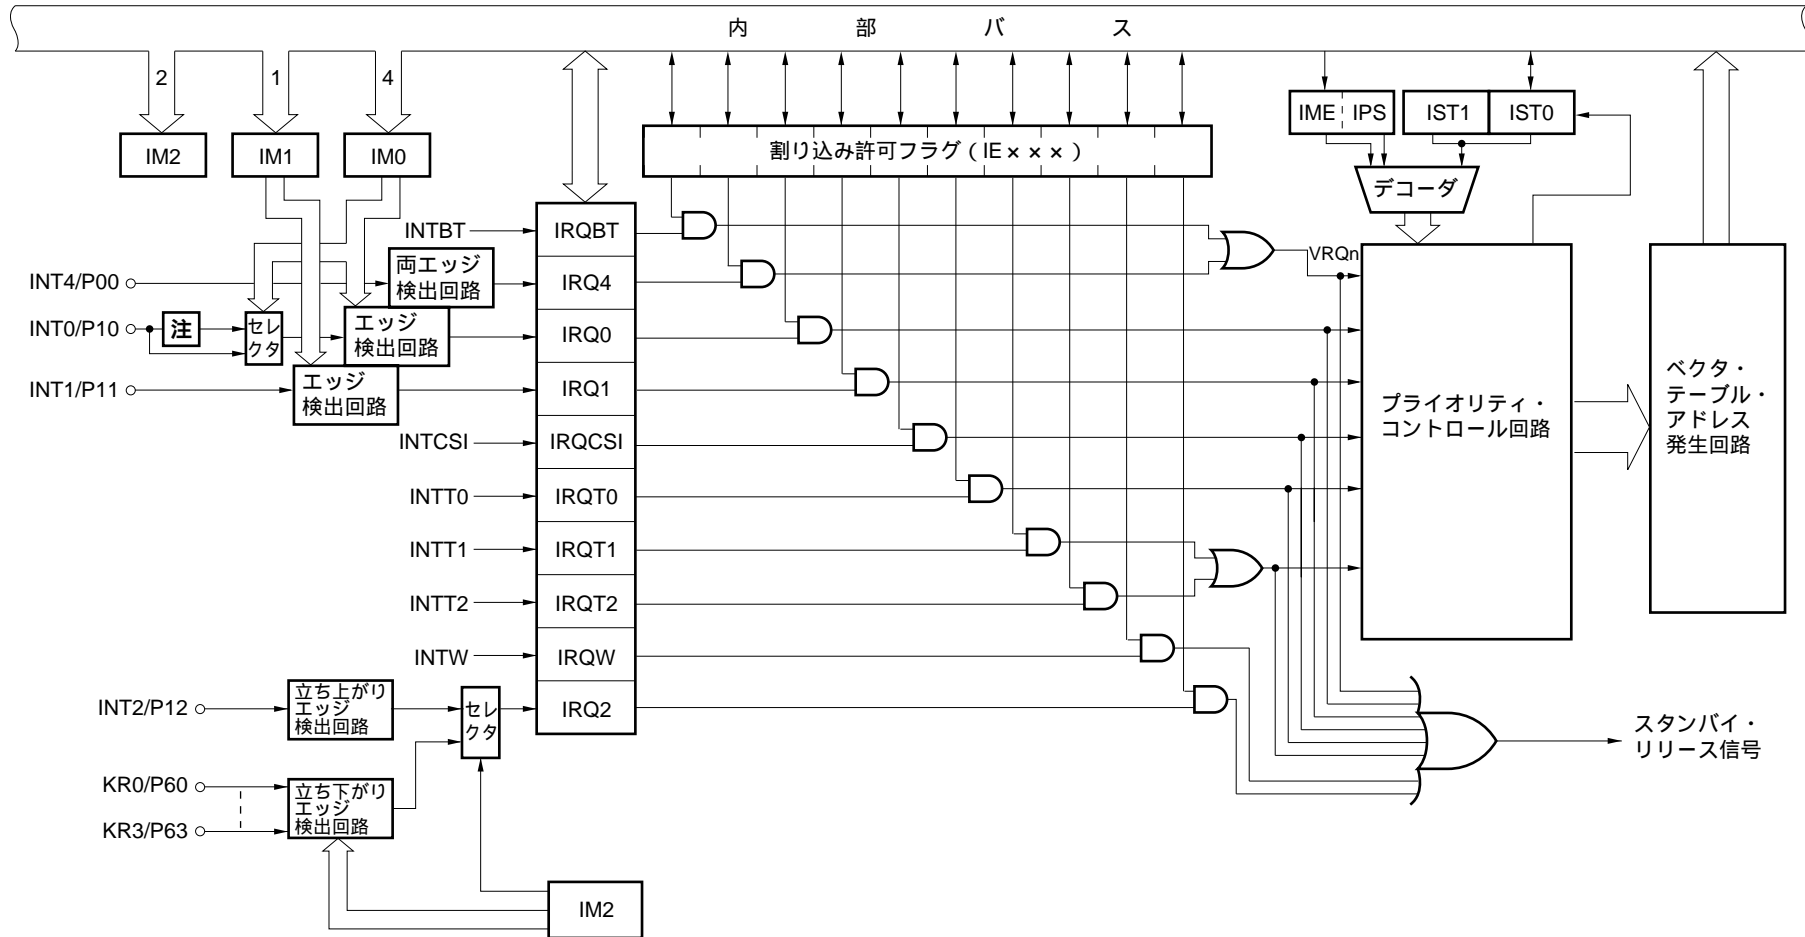 内部バス
2
1
4
IM2
IM1
IM0
IME
IPS
IST1
IST0
割り込み許可フラグ(IE×××)
デコーダ
INTBT
IRQBT
VRQn
INT4/P00
両エッジ
検出回路
IRQ4
INT0/P10
注
セレ
クタ
エッジ
検出回路
IRQ0
INT1/P11
エッジ
検出回路
IRQ1
INTCSI
IRQCSI
INTT0
IRQT0
INTT1
IRQT1
INTT2
IRQT2
INTW
IRQW
プライオリティ・
コントロール回路
ベクタ・
テーブル・
アドレス
発生回路
INT2/P12
立ち上がり
エッジ
検出回路
セレ
クタ
IRQ2
スタンバイ・
リリース信号
KR0/P60
KR3/P63
立ち下がり
エッジ
検出回路
IM2